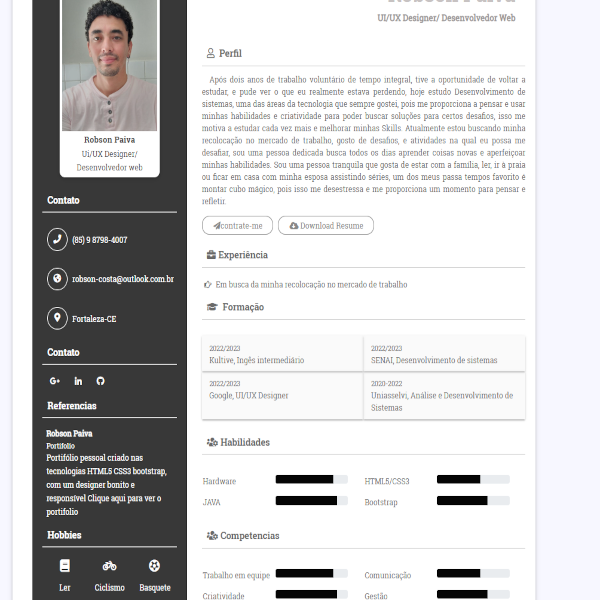 Robson Paiva
Ui/UX Designer/
Desenvolvedor web
Contato
(85) 9 8798-4007
robson-costa@outlook.com.br
Fortaleza-CE
Contato
Referencias
Robson Paiva
Portifolio
Portifólio pessoal criado nas
tecnologias HTML5 CSS3 bootstrap,
com um designer bonito e
responsível Clique aqui para ver o
portifolio
Hobbies
Ler Ciclismo Basquete
Robson Paiva
UI/UX Designer/ Desenvolvedor Web
Perfil
Após dois anos de trabalho voluntário de tempo integral, tive a oportunidade de voltar a
estudar, e pude ver o que eu realmente estava perdendo, hoje estudo Desenvolvimento de
sistemas, uma das áreas da tecnologia que sempre gostei, pois me proporciona a pensar e usar
minhas habilidades e criatividade para poder buscar soluções para certos desafios, isso me
motiva a estudar cada vez mais e melhorar minhas Skills. Atualmente estou buscando minha
recolocação no mercado de trabalho, gosto de desafios, e atividades na qual eu possa me
desafiar, sou uma pessoa dedicada busca todos os dias aprender coisas novas e aperfeiçoar
minhas habilidades. Sou uma pessoa tranquila que gosta de estar com a família, ler, ir à praia
ou ficar em casa com minha esposa assistindo séries, um dos meus passa tempos favorito é
montar cubo mágico, pois isso me desestressa e me proporciona um momento para pensar e
refletir.
contrate-me Download Resume
Experiência
Em busca da minha recolocação no mercado de trabalho
Formação
2022/2023
Kultive, Ingês intermediário
2022/2023
SENAI, Desenvolvimento de sistemas
2022/2023
Google, UI/UX Designer
2020-2022
Uniasselvi, Análise e Desenvolvimento de
Sistemas
Habilidades
Hardware HTML5/CSS3
JAVA Bootstrap
Competencias
Trabalho em equipe Comunicação
Criatividade Gestão